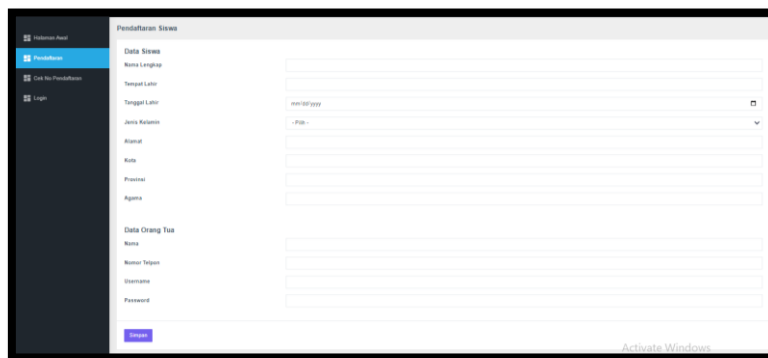 Pendaftaran Siswa
Halaman Awal
Pendaftaran
Cek No Pendaftaran
Login
Data Siswa
Nama Lengkap
Tempat Lahir
Tanggal Lahir
mm/dd/yyyy
Jenis Kelamin
- Pilih -
Alamat
Kota
Provinsi
Agama
Data Orang Tua
Nama
Nomor Telpon
Username
Password
Simpan
Activate Windows